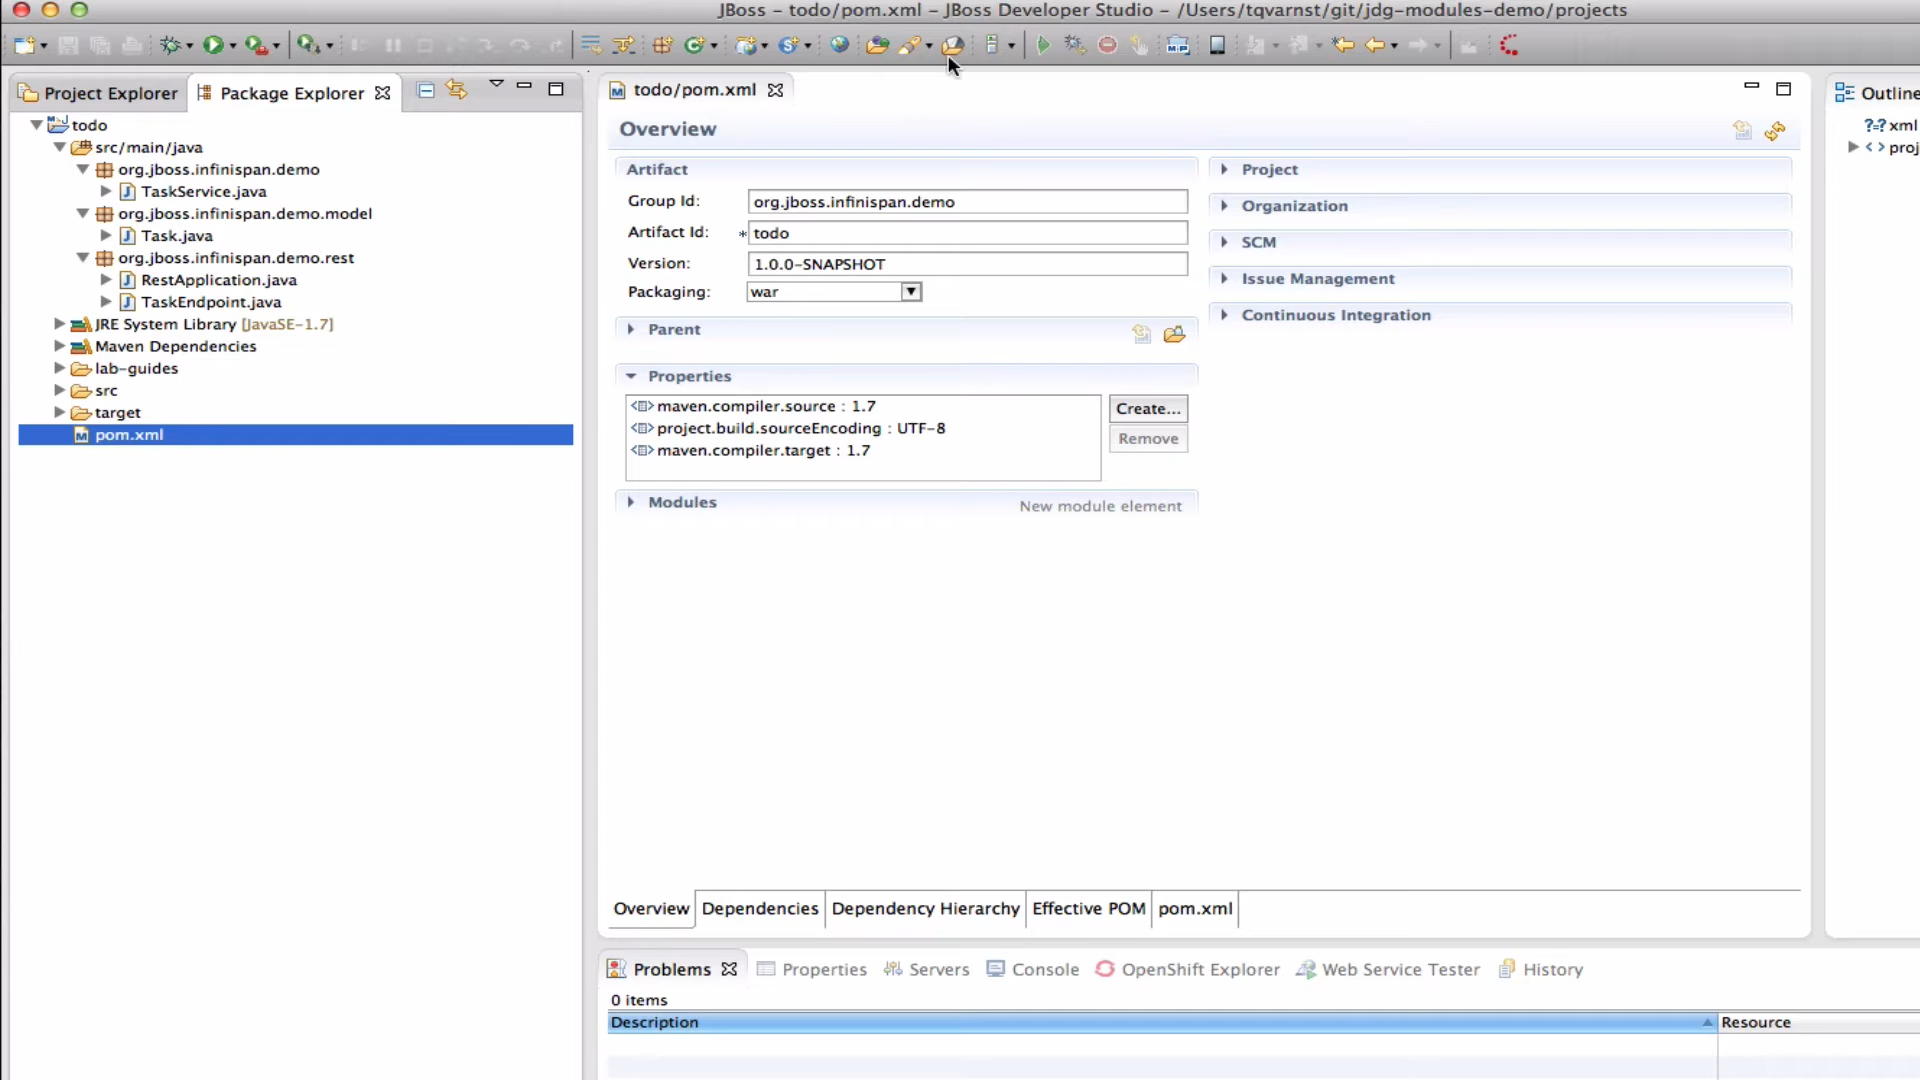 JBoss - todo/pom.xml - JBoss Developer Studio - /Users/tqvarnst/git/jdg-modules-demo/projects
Project Explorer
Package Explorer
todo/pom.xml
Outline
todo
src/main/java
org.jboss.infinispan.demo
TaskService.java
org.jboss.infinispan.demo.model
Task.java
org.jboss.infinispan.demo.rest
RestApplication.java
TaskEndpoint.java
JRE System Library [JavaSE-1.7]
Maven Dependencies
lab-guides
src
target
pom.xml
Overview
Artifact
Group Id: org.jboss.infinispan.demo
Artifact Id: * todo
Version: 1.0.0-SNAPSHOT
Packaging: war
Parent
Properties
maven.compiler.source : 1.7
project.build.sourceEncoding : UTF-8
maven.compiler.target : 1.7
Create...
Remove
Modules
New module element
Project
Organization
SCM
Issue Management
Continuous Integration
?=? xml
<> proj
Overview
Dependencies
Dependency Hierarchy
Effective POM
pom.xml
Problems
Properties
Servers
Console
OpenShift Explorer
Web Service Tester
History
0 items
Description
Resource